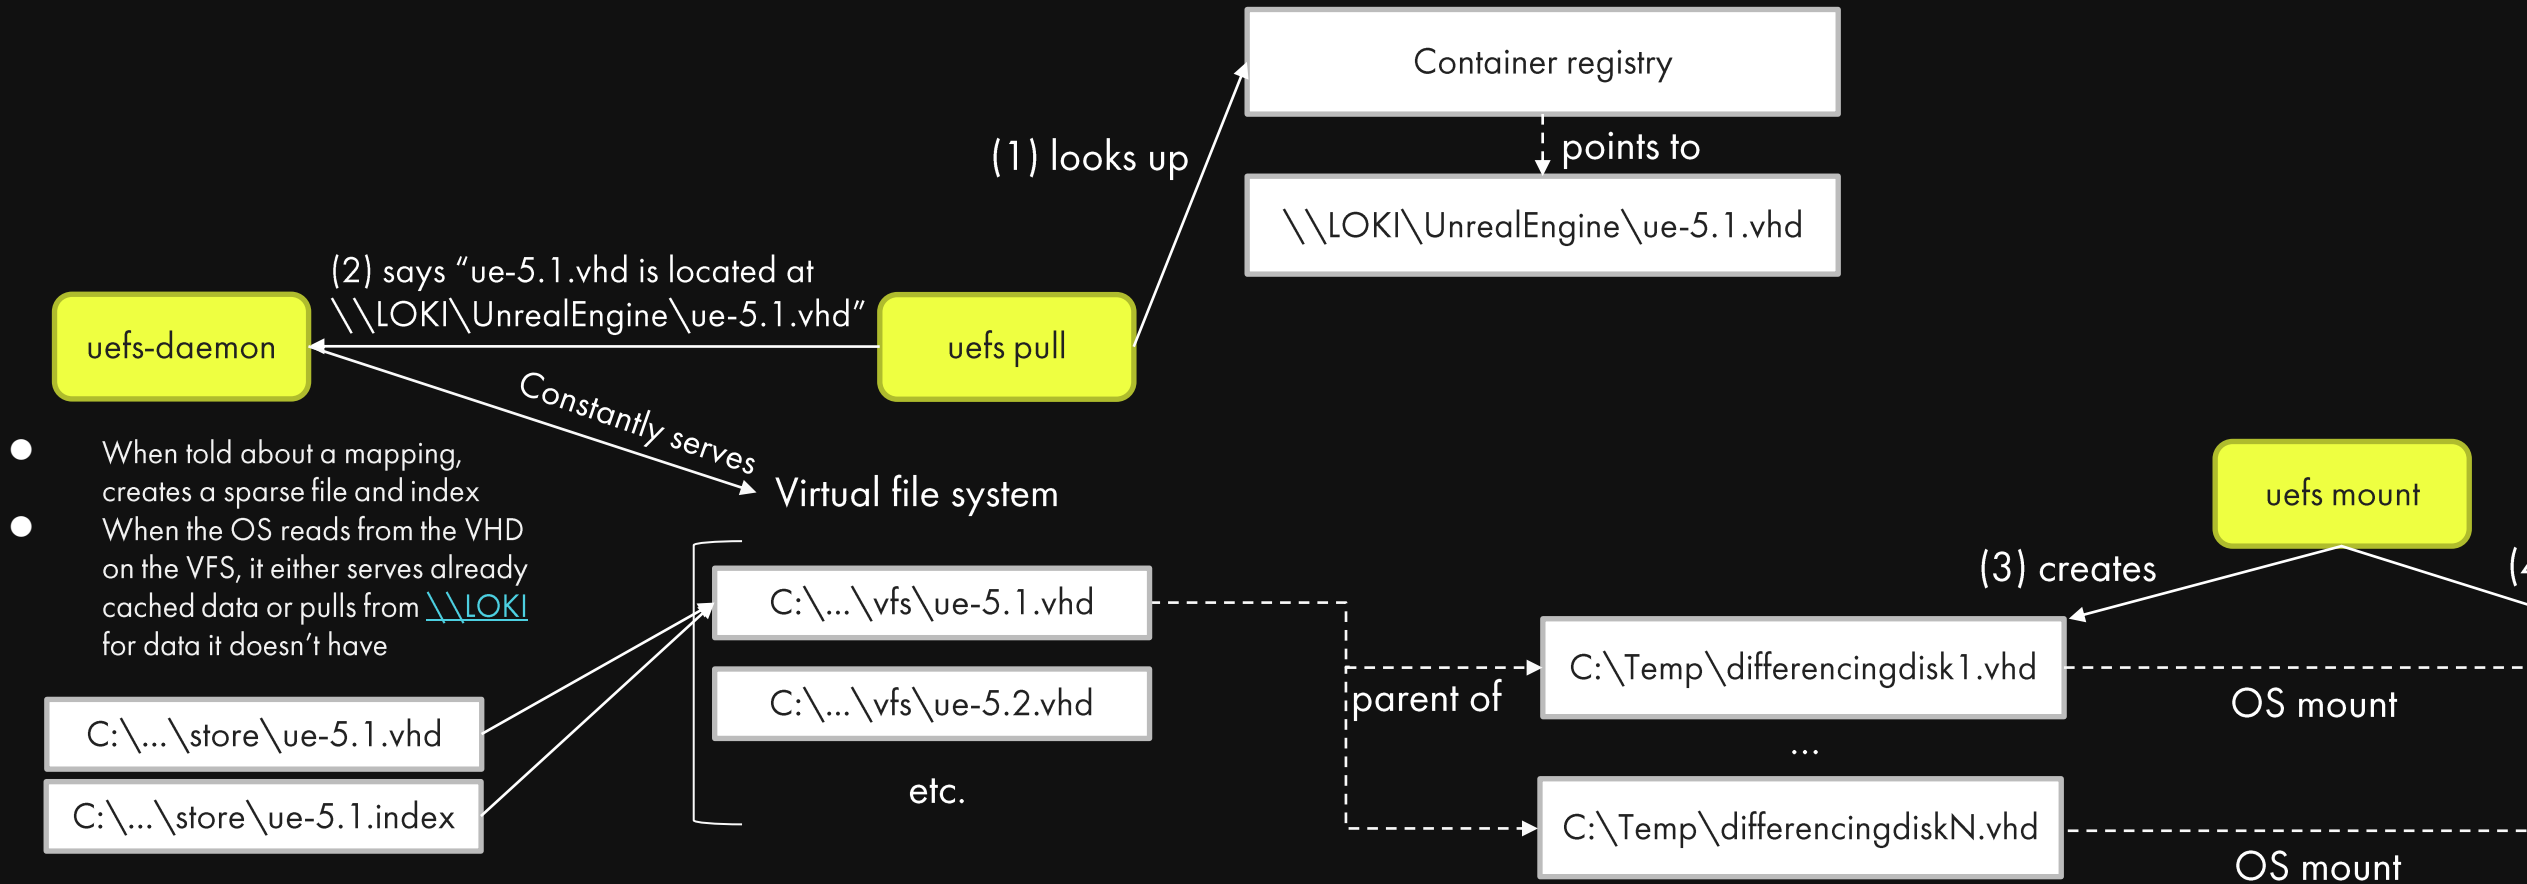 Container registry
(1) looks up
points to
\\LOKI\UnrealEngine\ue-5.1.vhd
(2) says “ue-5.1.vhd is located at
\\LOKI\UnrealEngine\ue-5.1.vhd”
uefs-daemon
uefs pull
Constantly serves
● When told about a mapping,
creates a sparse file and index
● When the OS reads from the VHD
on the VFS, it either serves already
cached data or pulls from \\LOKI
for data it doesn’t have
Virtual file system
uefs mount
(3) creates
C:\...\vfs\ue-5.1.vhd
C:\...\vfs\ue-5.2.vhd
etc.
C:\...\store\ue-5.1.vhd
C:\...\store\ue-5.1.index
parent of
C:\Temp\differencingdisk1.vhd
OS mount
...
C:\Temp\differencingdiskN.vhd
OS mount